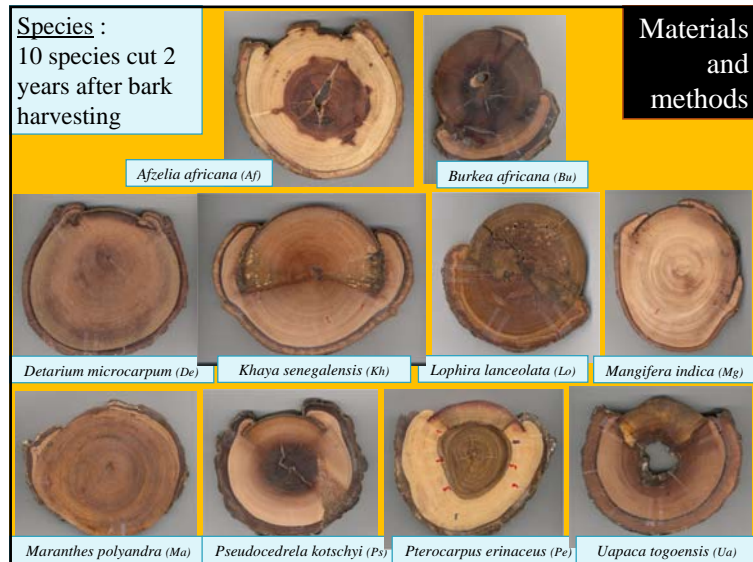 Species :
10 species cut 2
years after bark
harvesting
Materials
and
methods
Afzelia africana (Af)
Burkea africana (Bu)
Detarium microcarpum (De)
Khaya senegalensis (Kh)
Lophira lanceolata (Lo)
Mangifera indica (Mg)
Maranthes polyandra (Ma)
Pseudocedrela kotschyi (Ps)
Pterocarpus erinaceus (Pe)
Uapaca togoensis (Ua)